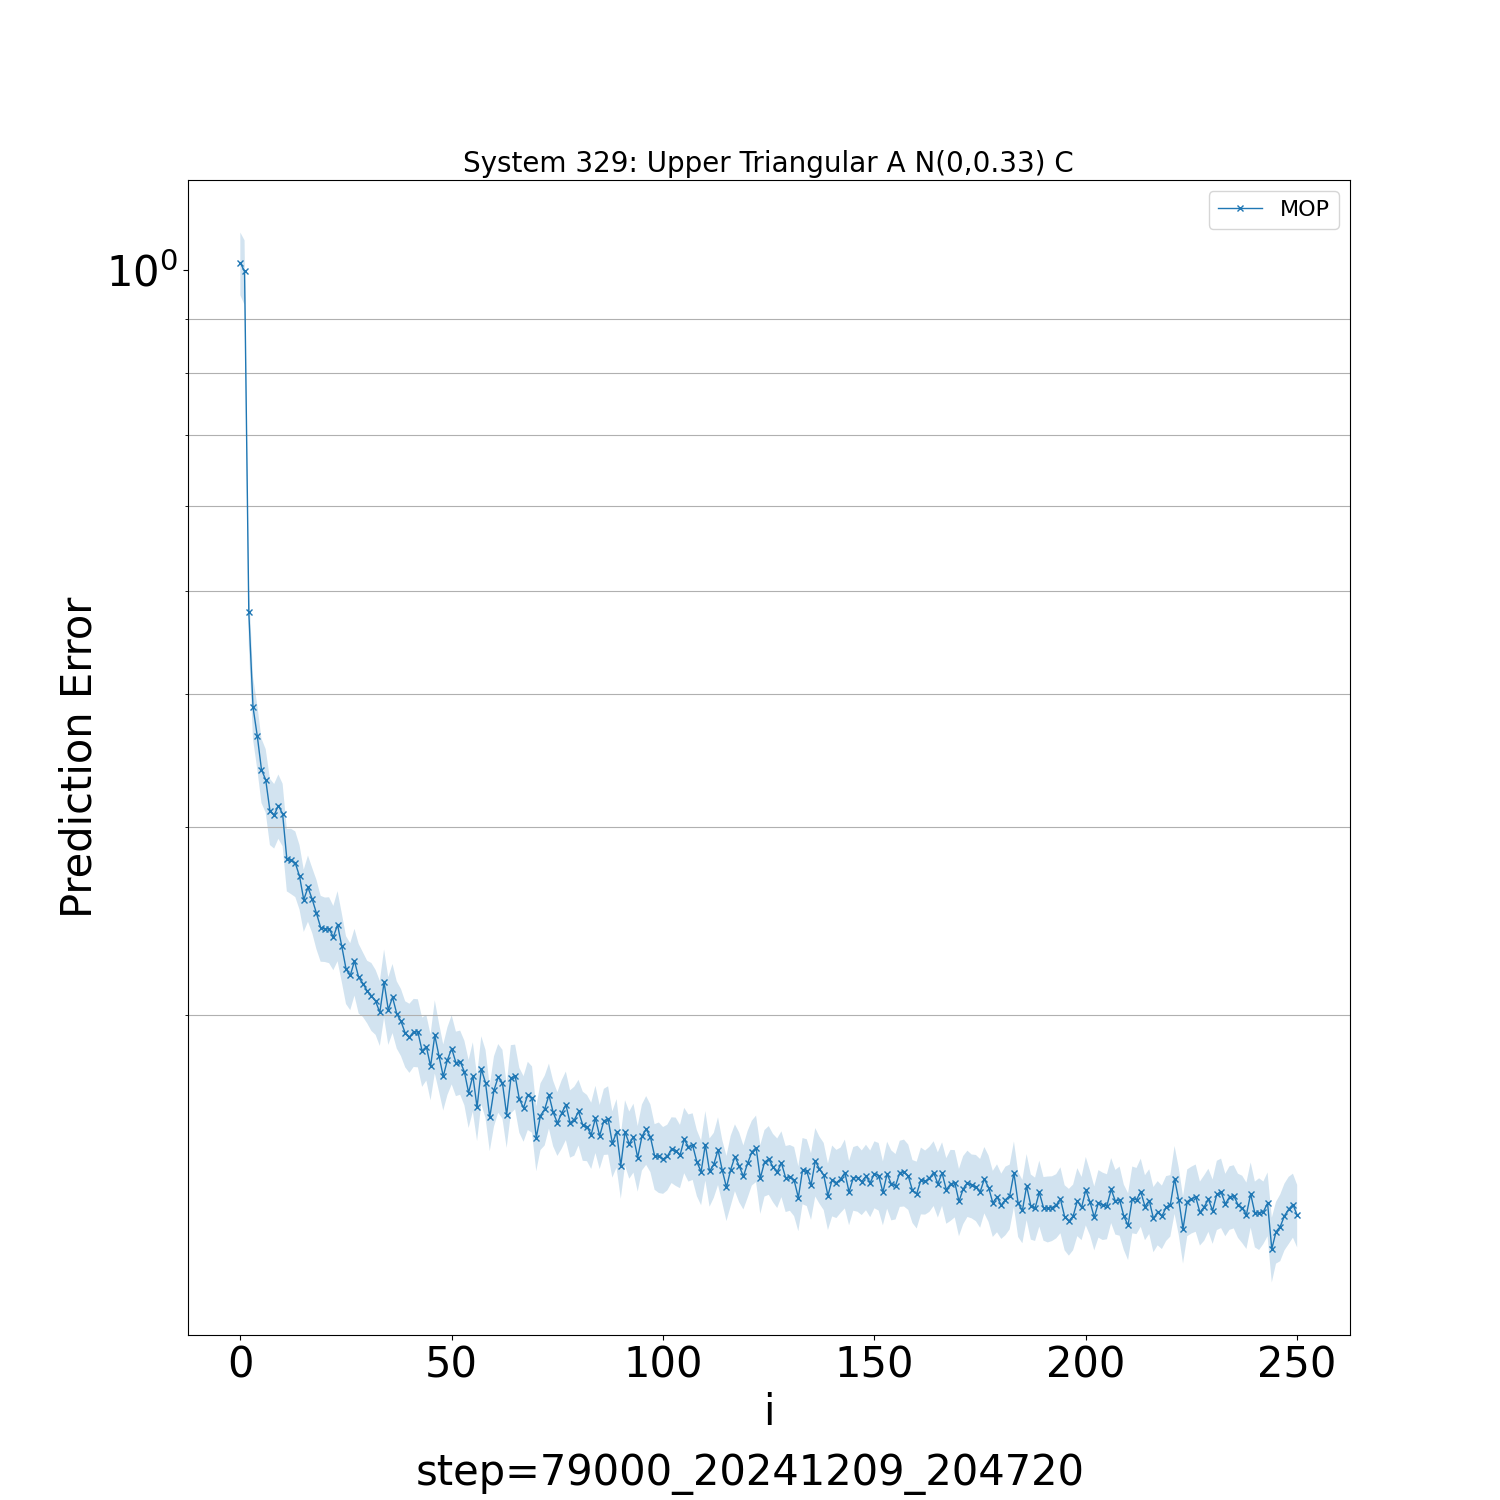 System 329: Upper Triangular A N(0,0.33) C
MOP
10⁰
Prediction Error
0 50 100 150 200 250
i
step=79000_20241209_204720